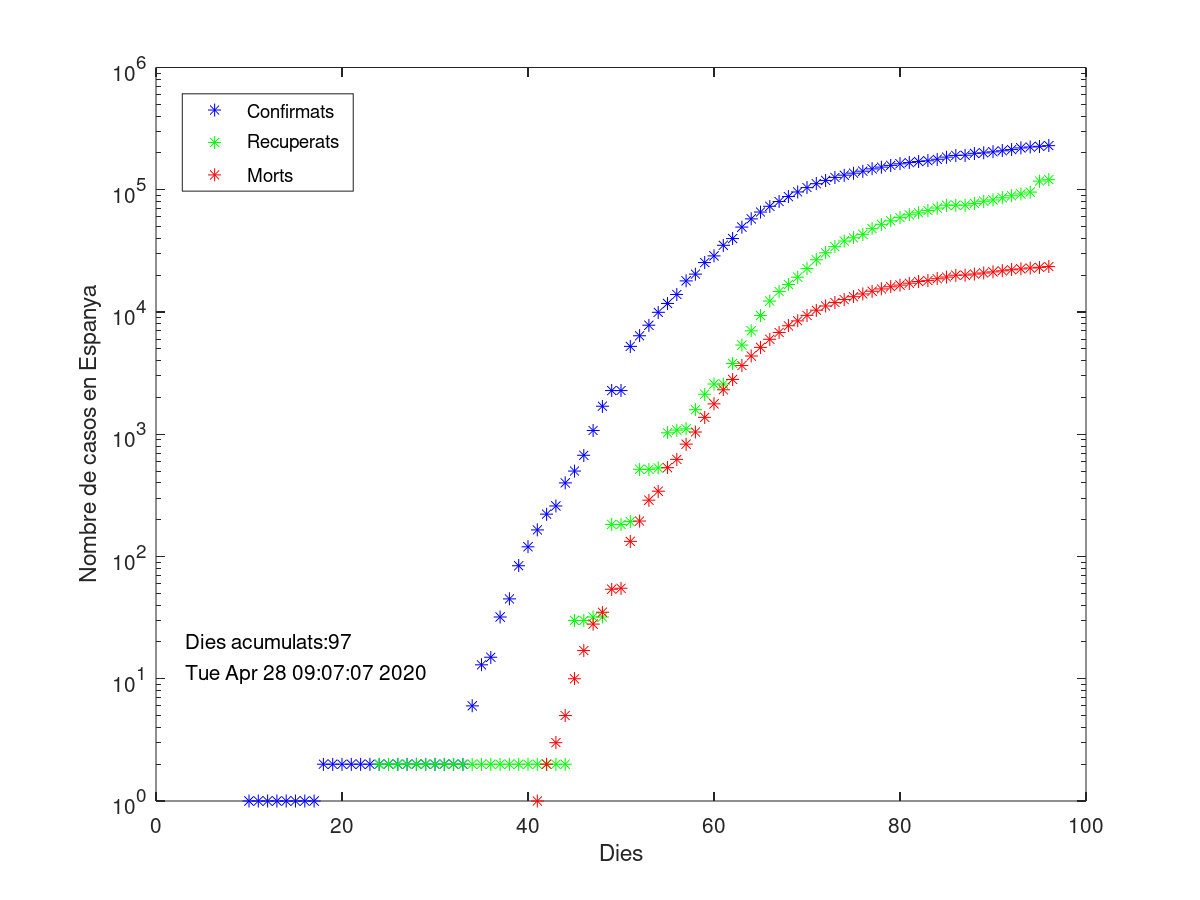 10^6
10^5
10^4
10^3
10^2
10^1
10^0
Nombre de casos en Espanya
Confirmats
Recuperats
Morts
Dies acumulats:97
Tue Apr 28 09:07:07 2020
0 20 40 60 80 100
Dies